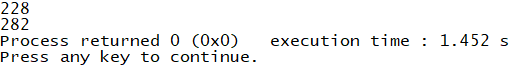 228
282
Process returned 0 (0x0)   execution time : 1.452 s
Press any key to continue.